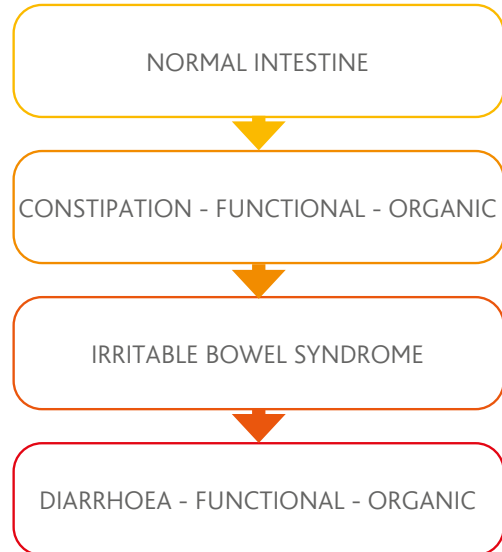 NORMAL INTESTINE
CONSTIPATION - FUNCTIONAL - ORGANIC
IRRITABLE BOWEL SYNDROME
DIARRHOEA - FUNCTIONAL - ORGANIC